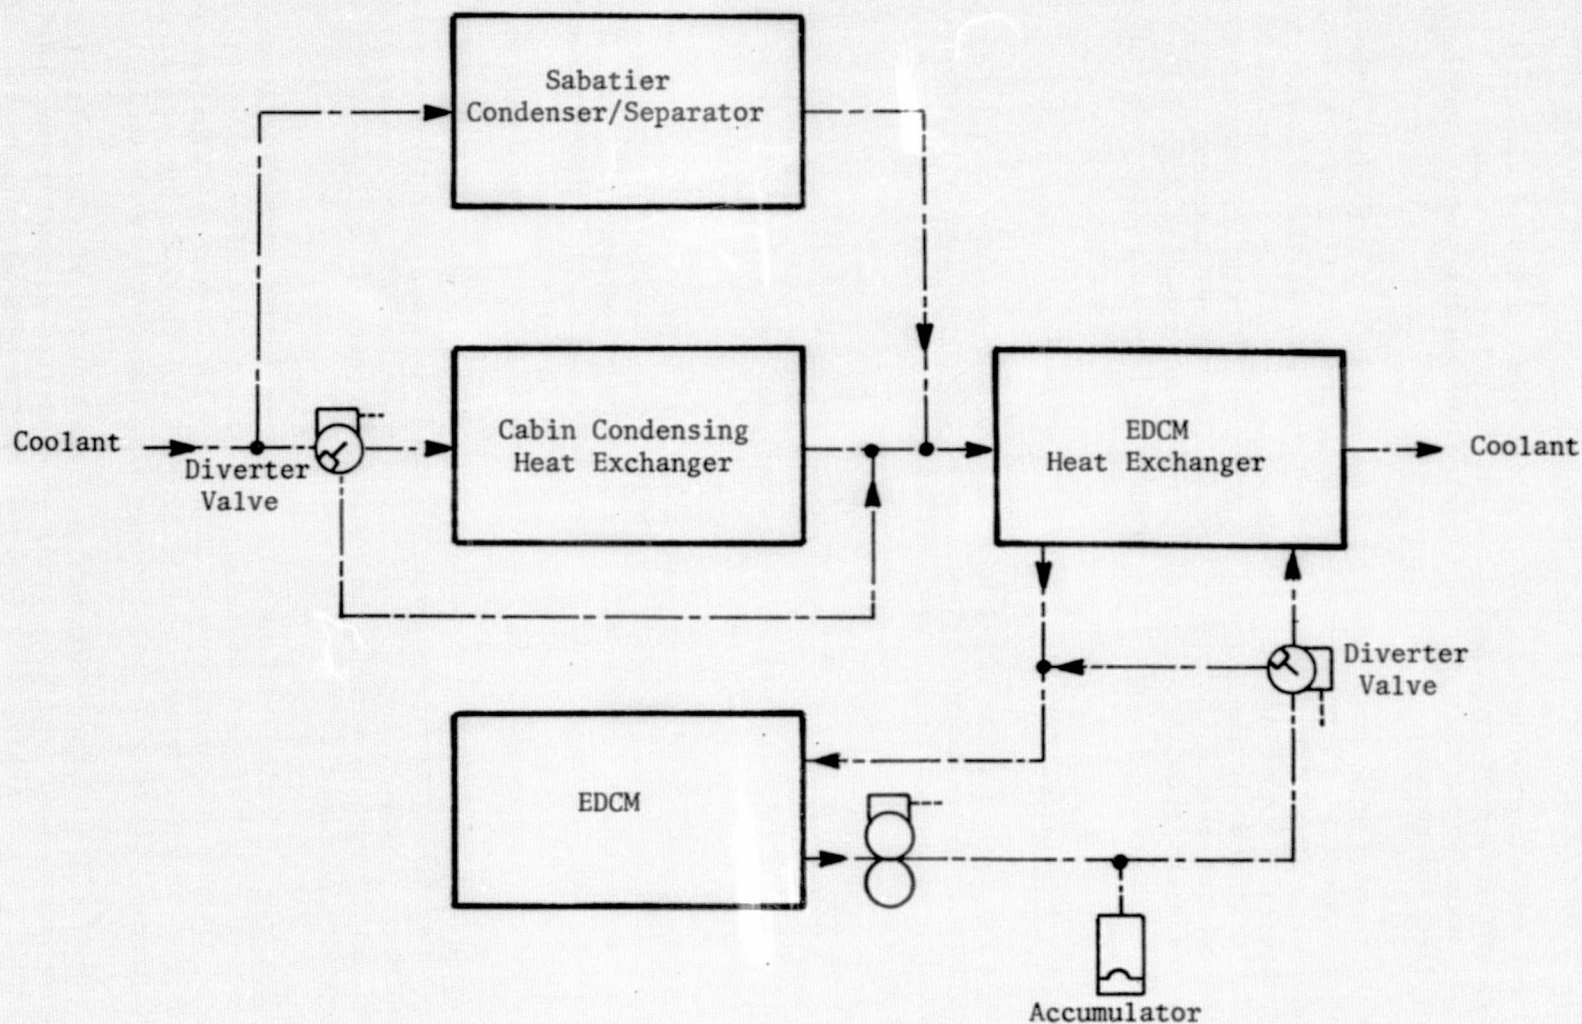 Sabatier
Condenser/Separator
Coolant
Diverter
Valve
Cabin Condensing
Heat Exchanger
EDCM
Heat Exchanger
Coolant
Diverter
Valve
EDCM
Accumulator